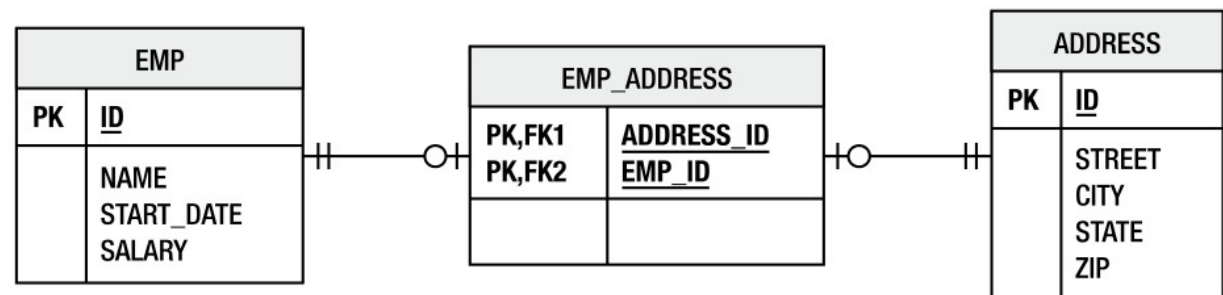 EMP
PK ID
NAME
START_DATE
SALARY
EMP_ADDRESS
PK,FK1 ADDRESS_ID
PK,FK2 EMP_ID
ADDRESS
PK ID
STREET
CITY
STATE
ZIP